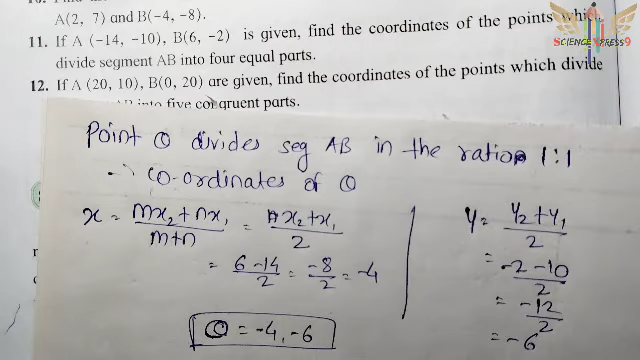 A(2, 7) and B(-4, -8).
11. If A (-14, -10), B(6, -2) is given, find the coordinates of the points which
divide segment AB into four equal parts.
12. If A (20, 10), B(0, 20) are given, find the coordinates of the points which divide
into five congruent parts.
SCIENCE XPRESS9
Point Q divides seg AB in the ratio 1:1
Co-ordinates of Q
x = mx₂+nx₁/m+n = x₂+x₁/2
= 6-14/2 = -8/2 = -4
Q = -4, -6
y = y₂+y₁/2
= -2-10/2
= -12/2
= -6